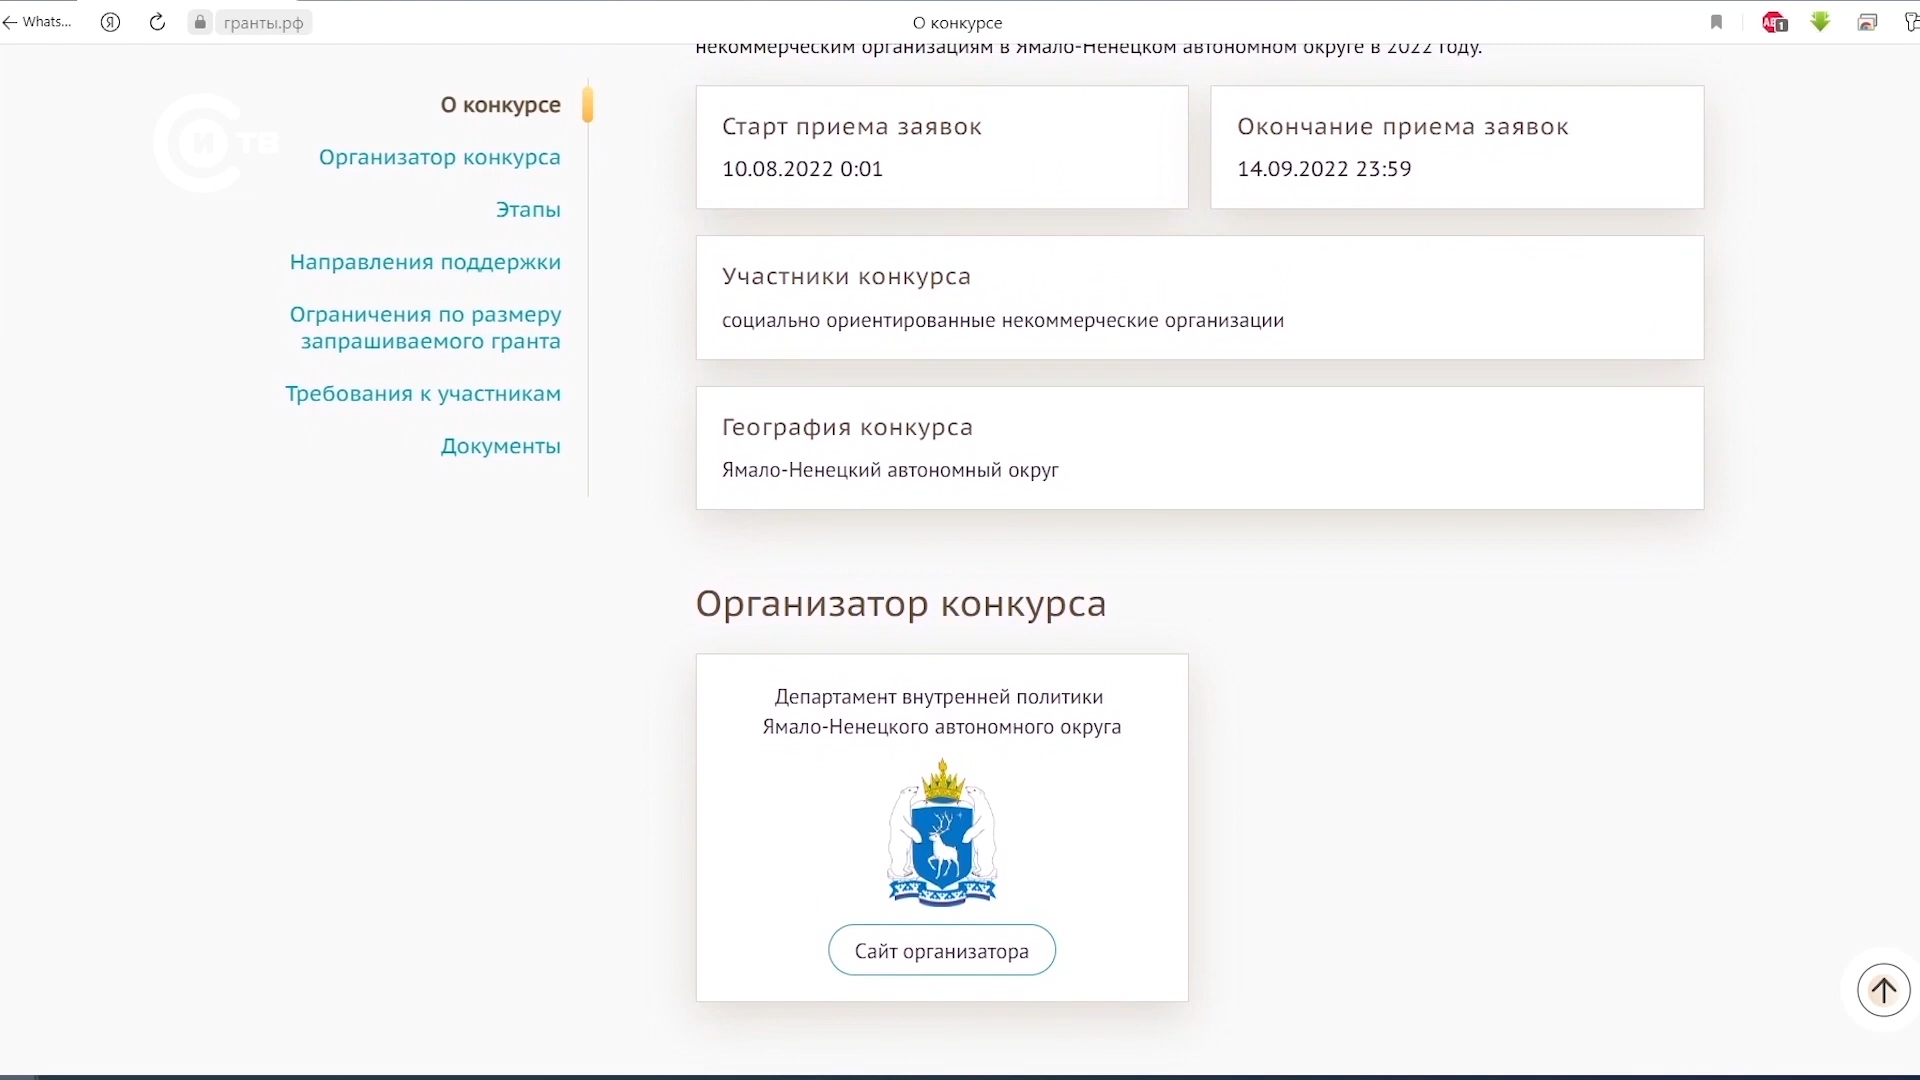 Whats...
гранты.рф
О конкурсе
1
некоммерческим организациям в Ямало-Ненецком автономном округе в 2022 году.
О конкурсе
Организатор конкурса
Этапы
Направления поддержки
Ограничения по размеру
запрашиваемого гранта
Требования к участникам
Документы
И ТВ
Старт приема заявок
10.08.2022 0:01
Окончание приема заявок
14.09.2022 23:59
Участники конкурса
социально ориентированные некоммерческие организации
География конкурса
Ямало-Ненецкий автономный округ
Организатор конкурса
Департамент внутренней политики
Ямало-Ненецкого автономного округа
Сайт организатора